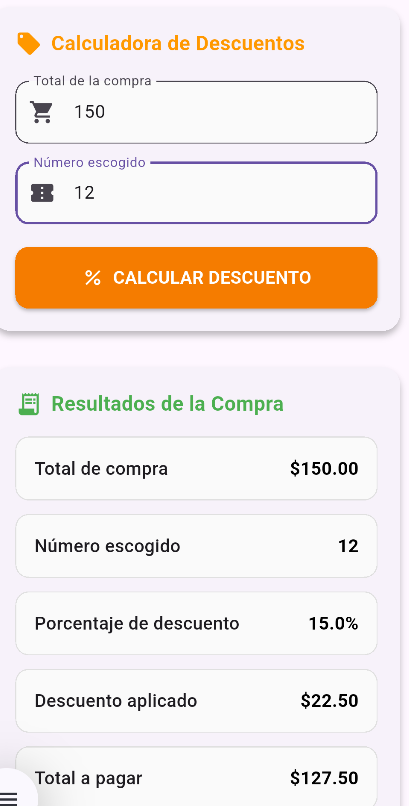 Calculadora de Descuentos
Total de la compra
150
Número escogido
12
% CALCULAR DESCUENTO
Resultados de la Compra
Total de compra $150.00
Número escogido 12
Porcentaje de descuento 15.0%
Descuento aplicado $22.50
Total a pagar $127.50